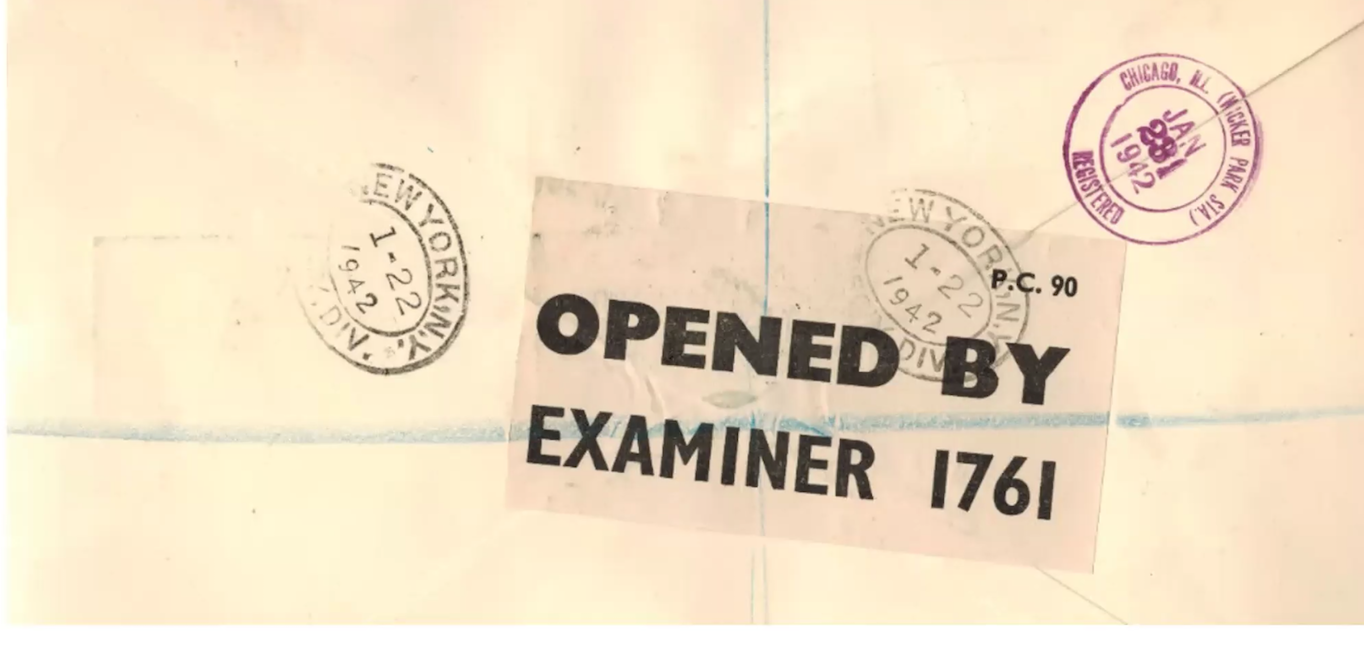 CHICAGO, ILL. (WICKER PARK STA.)
JAN
1942
REGISTERED
NEW YORK, N.Y.
1-22
1942
DIV.
NEW YORK, N.Y.
1-22
1942
DIV.
P.C. 90
OPENED BY
EXAMINER 1761